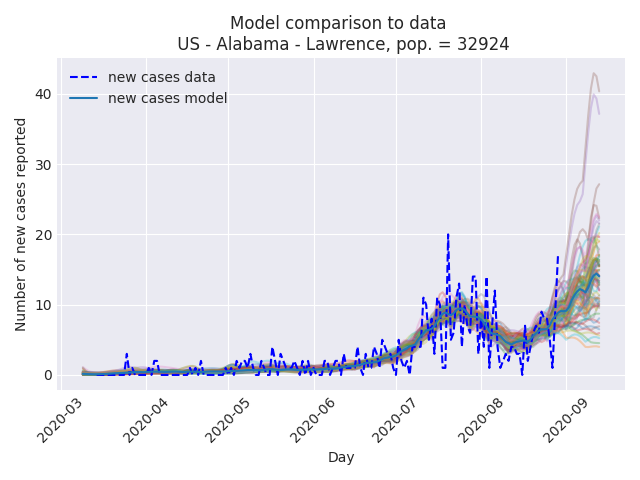 Model comparison to data
US - Alabama - Lawrence, pop. = 32924
new cases data
new cases model
Number of new cases reported
40
30
20
10
0
2020-03
2020-04
2020-05
2020-06
2020-07
2020-08
2020-09
Day